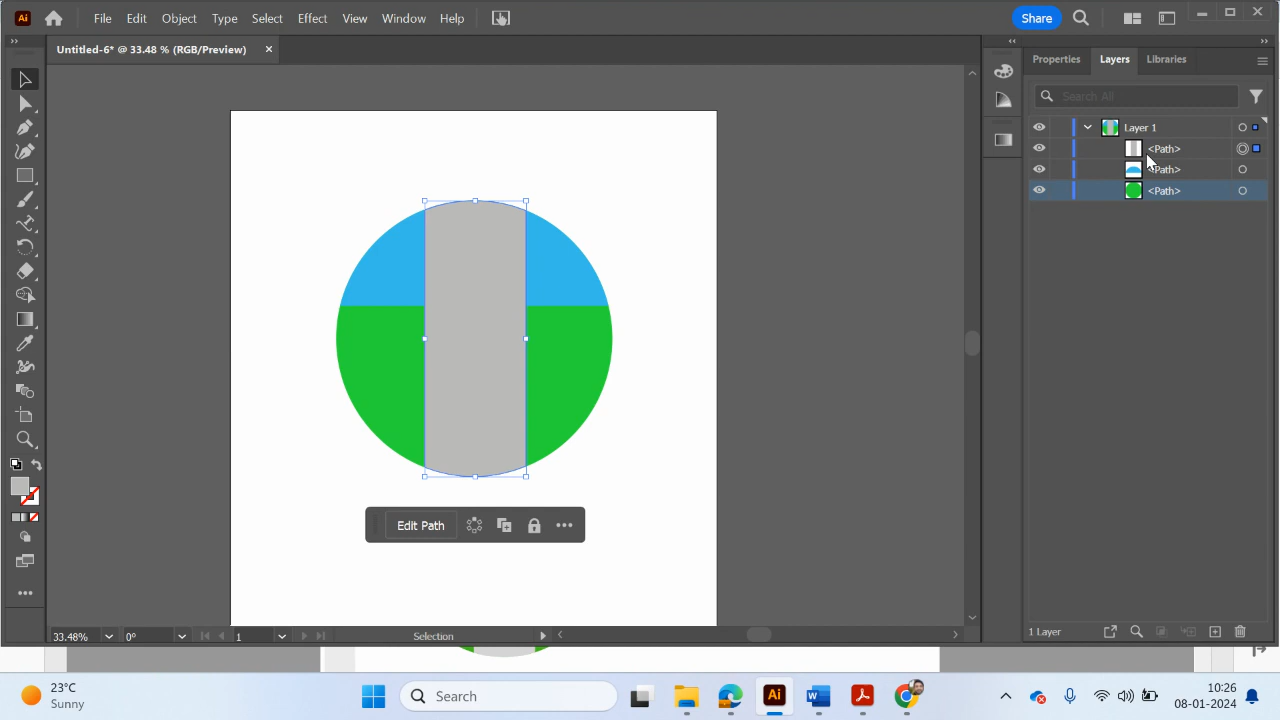 Ai File Edit Object Type Select Effect View Window Help Share
Untitled-6* @ 33.48 % (RGB/Preview)
Properties Layers Libraries
Search All
Layer 1
<Path>
<Path>
<Path>
Edit Path
33.48% 0° 1 Selection
1 Layer
23°C
Sunny
Search
Ai
10:26
08-01-2024